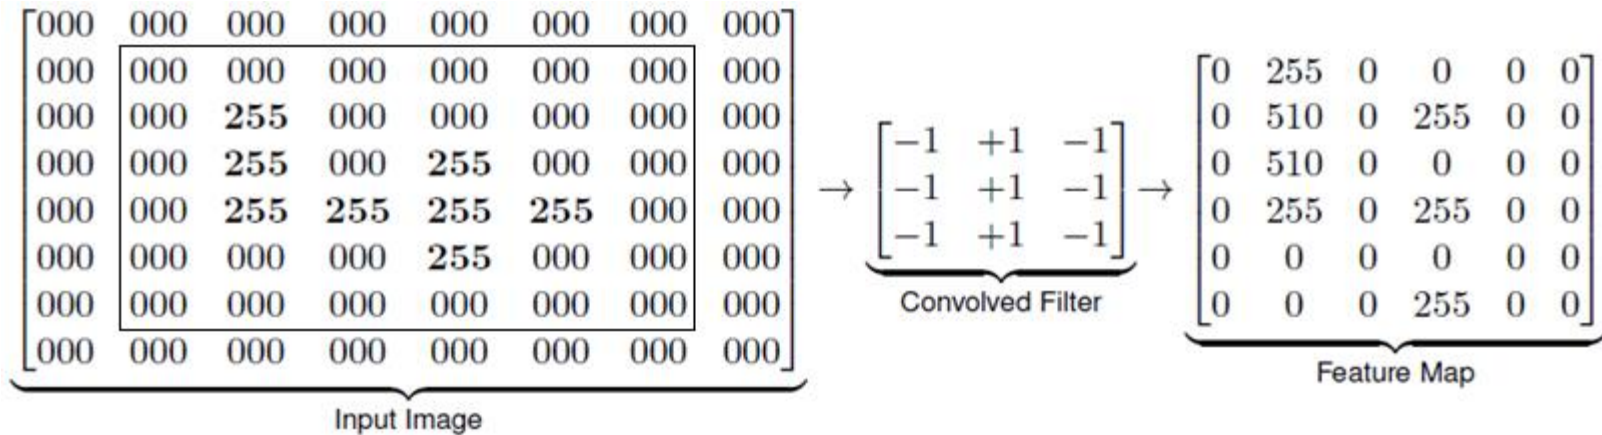 000 000 000 000 000 000 000 000
000 000 000 000 000 000 000 000
000 000 255 000 000 000 000 000
000 000 255 000 255 000 000 000
000 000 255 255 255 255 000 000
000 000 000 000 255 000 000 000
000 000 000 000 000 000 000 000
000 000 000 000 000 000 000 000
Input Image
→
−1 +1 −1
−1 +1 −1
−1 +1 −1
Convolved Filter
→
0 255 0 0 0 0
0 510 0 255 0 0
0 510 0 0 0 0
0 255 0 255 0 0
0 0 0 0 0 0
0 0 0 255 0 0
Feature Map